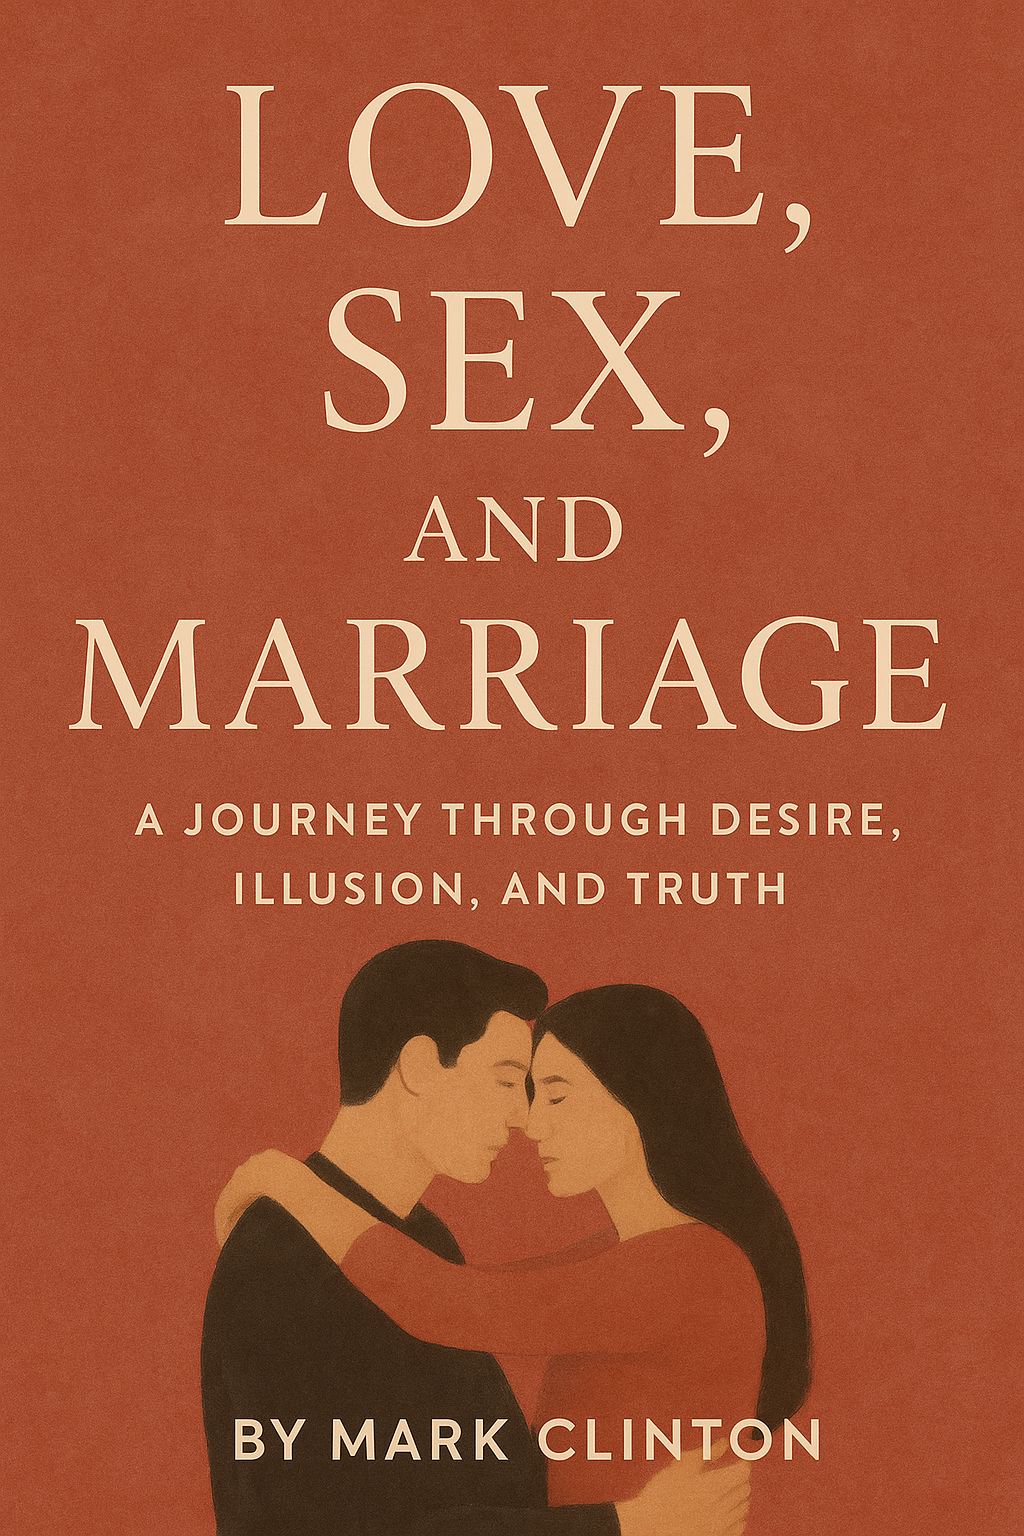 LOVE,
SEX,
AND
MARRIAGE
A JOURNEY THROUGH DESIRE,
ILLUSION, AND TRUTH
BY MARK CLINTON